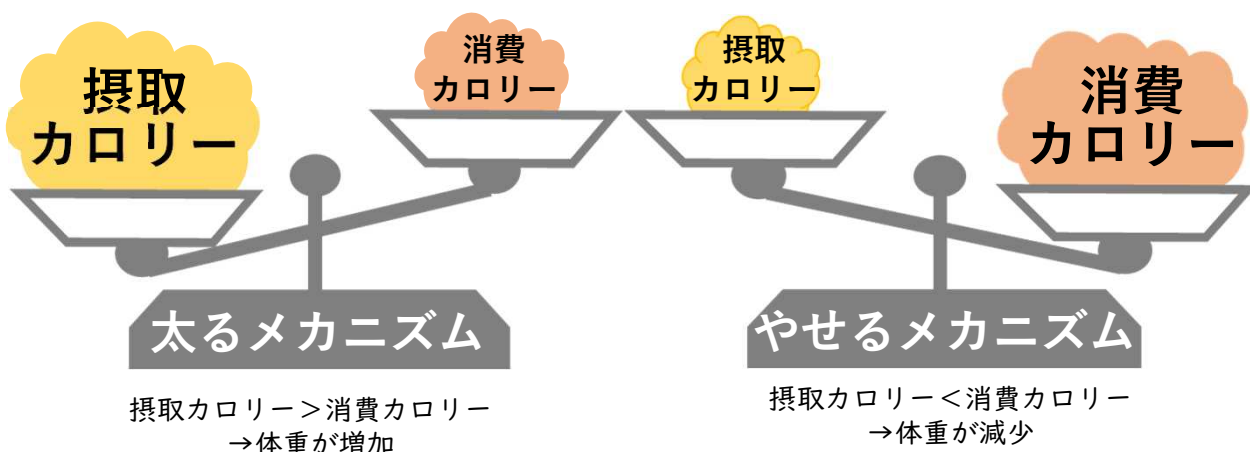 摂取
カロリー
消費
カロリー
太るメカニズム
摂取カロリー＞消費カロリー
→体重が増加
摂取
カロリー
消費
カロリー
やせるメカニズム
摂取カロリー＜消費カロリー
→体重が減少